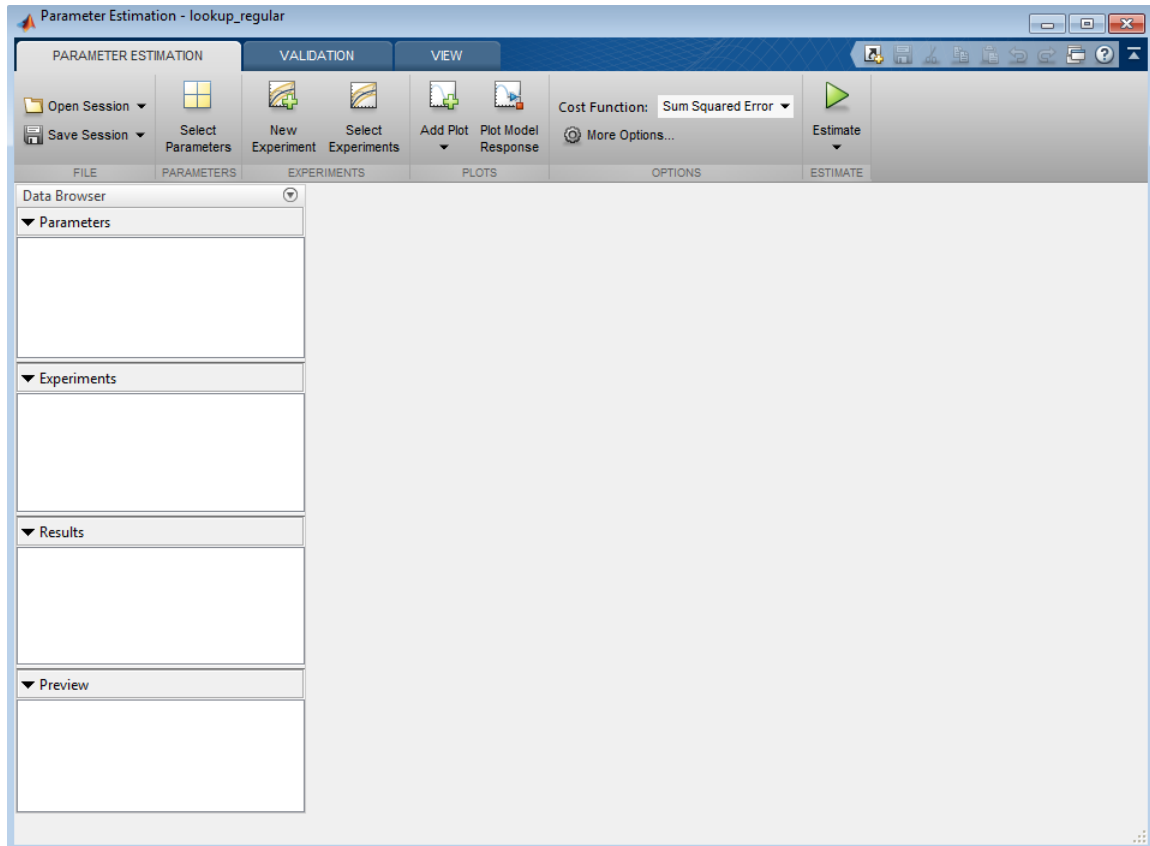 Parameter Estimation - lookup_regular
PARAMETER ESTIMATION VALIDATION VIEW
Open Session
Save Session
Select
Parameters
New
Experiment
Select
Experiments
Add Plot
Plot Model
Response
Cost Function: Sum Squared Error
More Options...
Estimate
FILE PARAMETERS EXPERIMENTS PLOTS OPTIONS ESTIMATE
Data Browser
Parameters
Experiments
Results
Preview